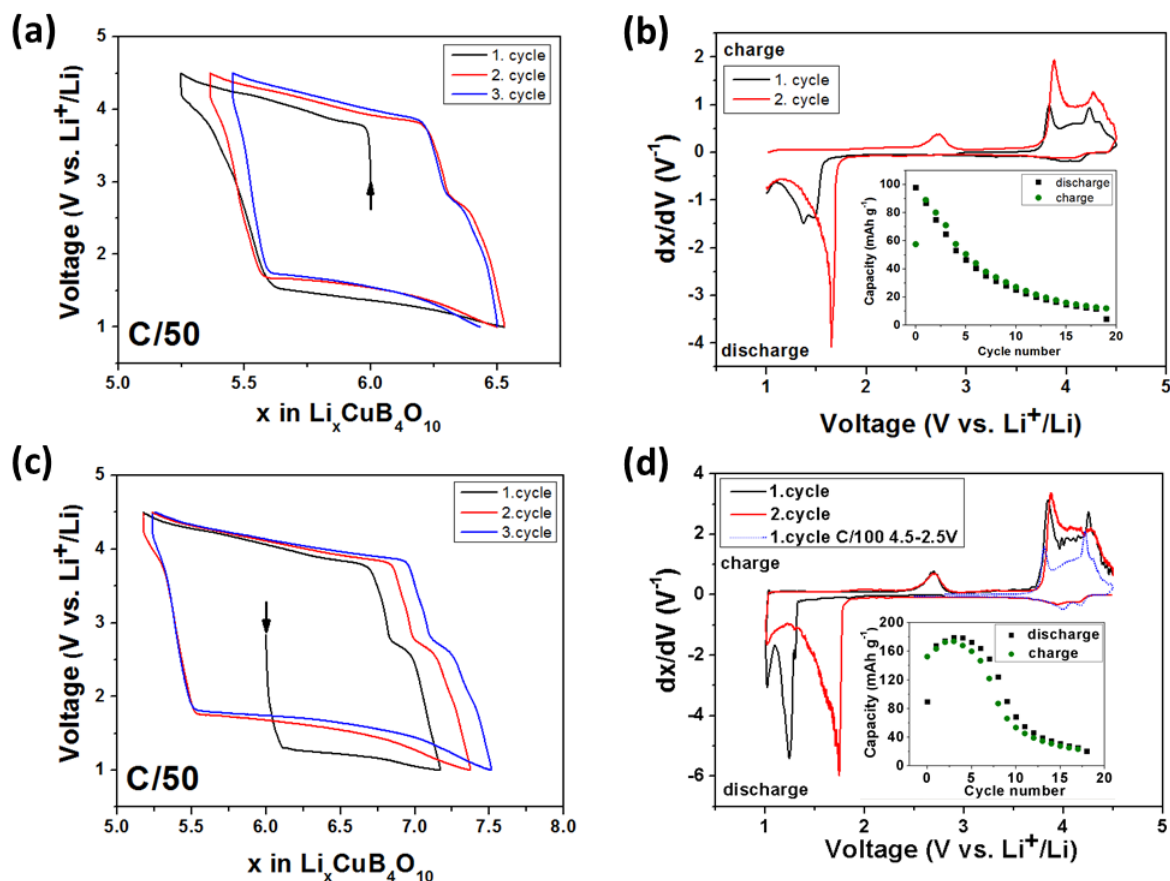 (a)
Voltage (V vs. Li⁺/Li)
5
4
3
2
1
1. cycle
2. cycle
3. cycle
C/50
5.0 5.5 6.0 6.5
x in LiₓCuB₄O₁₀
(b)
dx/dV (V⁻¹)
2
1
0
-1
-2
-3
-4
charge
1. cycle
2. cycle
Capacity (mAh g⁻¹)
100
80
60
40
20
0
discharge
charge
0 5 10 15 20
Cycle number
discharge
1 2 3 4 5
Voltage (V vs. Li⁺/Li)
(c)
Voltage (V vs. Li⁺/Li)
5
4
3
2
1
1.cycle
2.cycle
3.cycle
C/50
5.0 5.5 6.0 6.5 7.0 7.5 8.0
x in LiₓCuB₄O₁₀
(d)
dx/dV (V⁻¹)
4
2
0
-2
-4
-6
1.cycle
2.cycle
1.cycle C/100 4.5-2.5V
charge
Capacity (mAh g⁻¹)
200
160
120
80
40
0
discharge
charge
0 5 10 15 20
Cycle number
discharge
1 2 3 4 5
Voltage (V vs. Li⁺/Li)